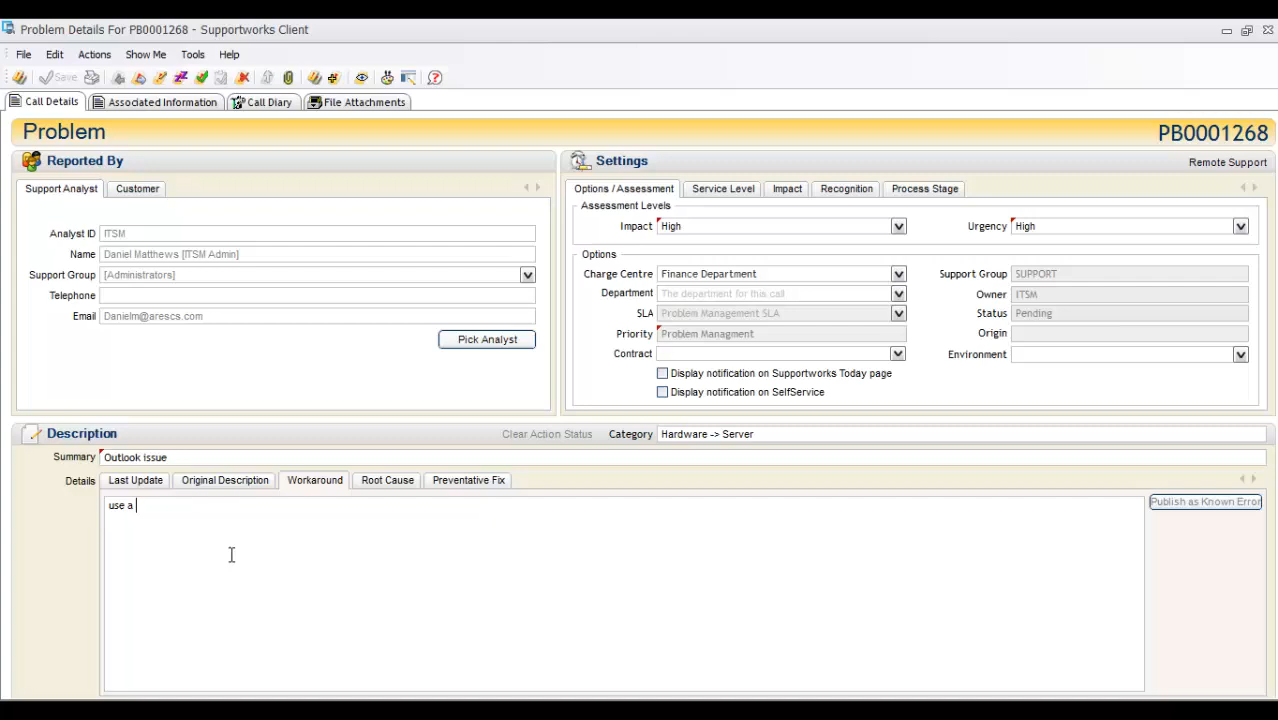 Problem Details For PB0001268 - Supportworks Client
File Edit Actions Show Me Tools Help
Save
Call Details Associated Information Call Diary File Attachments
Problem PB0001268
Reported By
Support Analyst Customer
Analyst ID ITSM
Name Daniel Matthews [ITSM Admin]
Support Group [Administrators]
Telephone
Email Danielm@arescs.com
Pick Analyst
Settings Remote Support
Options / Assessment Service Level Impact Recognition Process Stage
Assessment Levels
Impact High Urgency High
Options
Charge Centre Finance Department Support Group SUPPORT
Department The department for this call Owner ITSM
SLA Problem Management SLA Status Pending
Priority Problem Managment Origin
Contract Environment
Display notification on Supportworks Today page
Display notification on SelfService
Description Clear Action Status Category Hardware -> Server
Summary Outlook issue
Details Last Update Original Description Workaround Root Cause Preventative Fix
use a Publish as Known Error